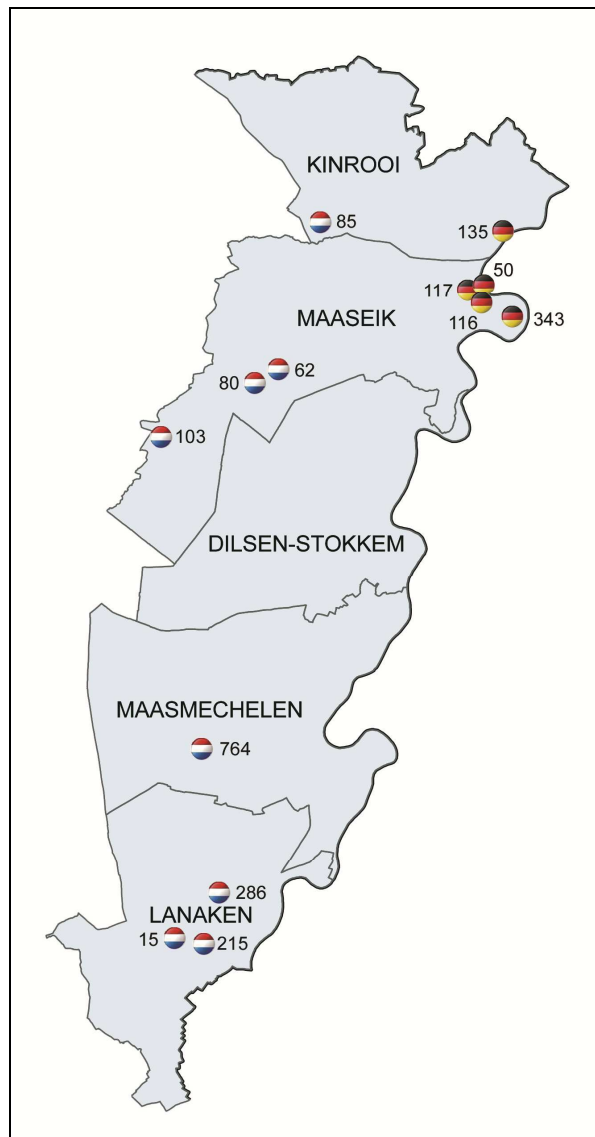 KINROOI
85
135
50
117
MAASEIK
116
343
62
80
103
DILSEN-STOKKEM
MAASMECHELEN
764
286
LANAKEN
15
215